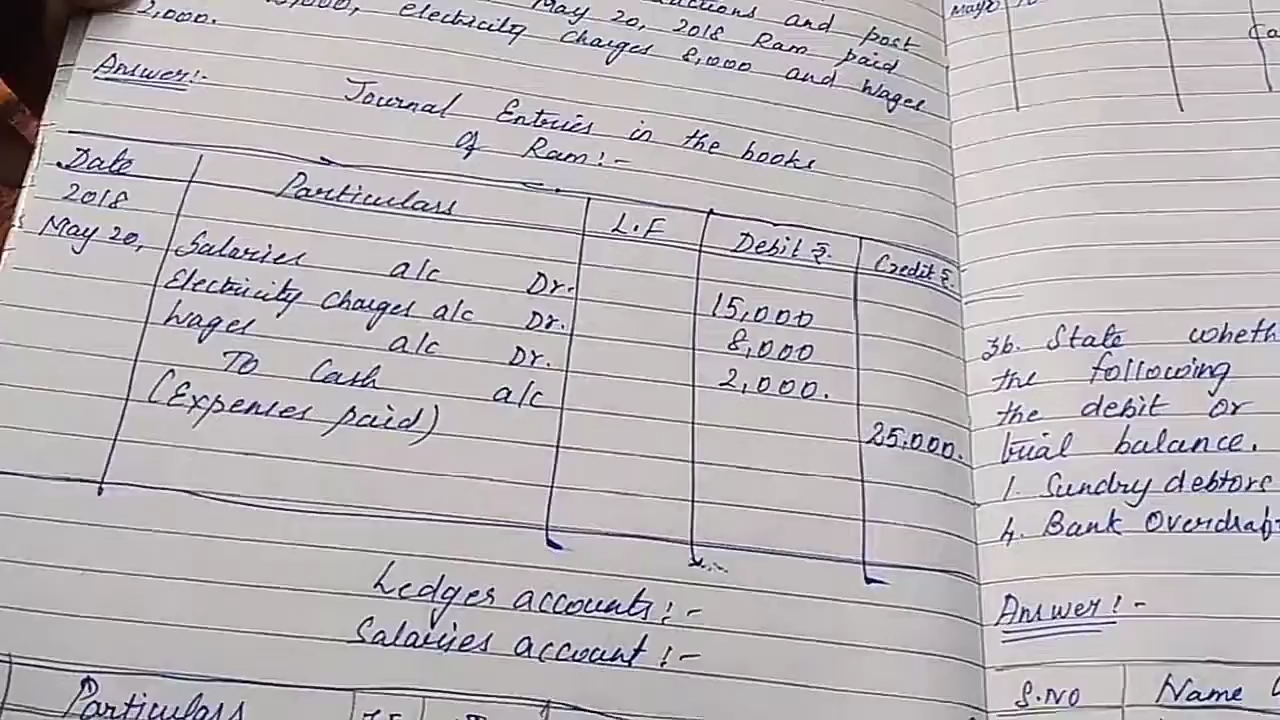 and post
May 20, 2018 Ram paid
electricity charges 8,000 and wages
2,000.
Answer:-
Journal Entries in the books
of Ram:-
Date Particulars L.F Debit ₹. Credit ₹.
2018
May 20, Salaries a/c Dr. 15,000
Electricity charges a/c Dr. 8,000
Wages a/c Dr. 2,000.
To Cash a/c 25,000.
(Expenses paid)
Ledger accounts:-
Salaries account:-
Particulars
36. State
the following
the debit or
trial balance.
1. Sundry debtors
4. Bank
Answer:-
S.NO Name